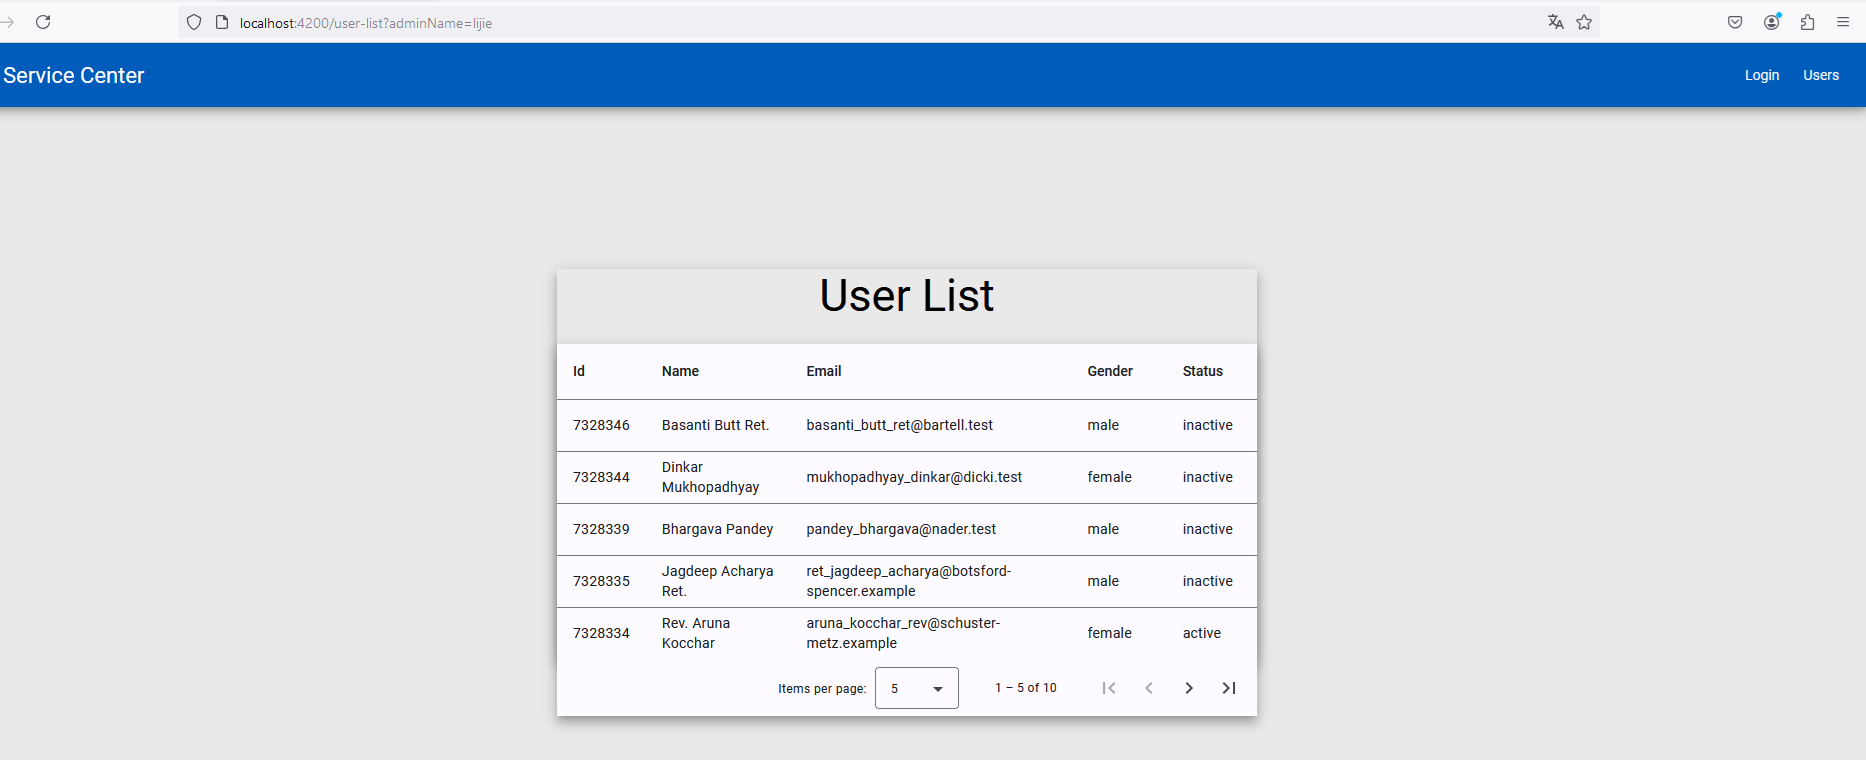 localhost:4200/user-list?adminName=lijie
Service Center
Login Users
User List
Id Name Email Gender Status
7328346 Basanti Butt Ret. basanti_butt_ret@bartell.test male inactive
7328344 Dinkar Mukhopadhyay mukhopadhyay_dinkar@dicki.test female inactive
7328339 Bhargava Pandey pandey_bhargava@nader.test male inactive
7328335 Jagdeep Acharya Ret. ret_jagdeep_acharya@botsford-spencer.example male inactive
7328334 Rev. Aruna Kocchar aruna_kocchar_rev@schuster-metz.example female active
Items per page: 5 1 – 5 of 10